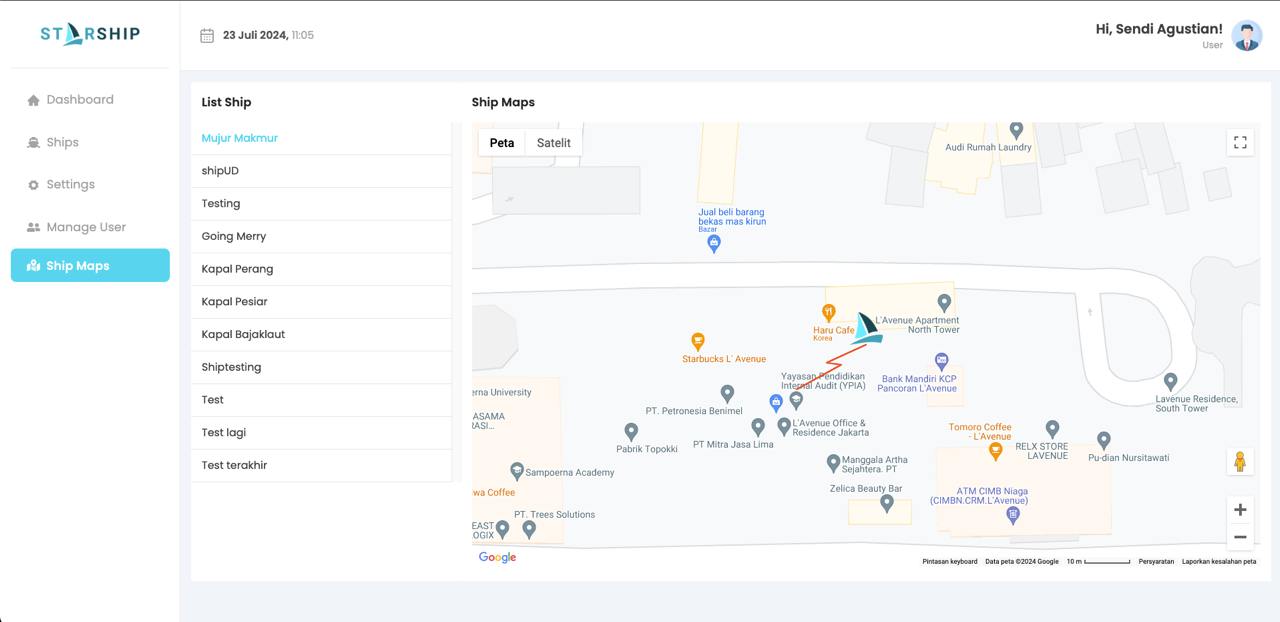 STARSHIP
23 Juli 2024, 11:05
Hi, Sendi Agustian!
User
Dashboard
Ships
Settings
Manage User
Ship Maps
List Ship
Mujur Makmur
shipUD
Testing
Going Merry
Kapal Perang
Kapal Pesiar
Kapal Bajaklaut
Shiptesting
Test
Test lagi
Test terakhir
Ship Maps
Peta
Satelit
Audi Rumah Laundry
Jual beli barang
bekas mas kirun
Bazar
Haru Cafe
Korea
L'Avenue Apartment
North Tower
Starbucks L' Avenue
Yayasan Pendidikan
Internal Audit (YPIA)
Bank Mandiri KCP
Pancoran L'Avenue
Lavenue Residence,
South Tower
erna University
PT. Petronesia Benimel
ASAMA
RASI...
L'Avenue Office &
Residence Jakarta
PT Mitra Jasa Lima
Pabrik Topokki
Tomoro Coffee
- L'Avenue
RELX STORE
LAVENUE
Pu-dian Nursitawati
Manggala Artha
Sejahtera. PT
Sampoerna Academy
Zelica Beauty Bar
wa Coffee
ATM CIMB Niaga
(CIMBN.CRM.L'Avenue)
PT. Trees Solutions
EAST
OGIX
Google
Pintasan keyboard
Data peta ©2024 Google
10 m
Persyaratan
Laporkan kesalahan peta